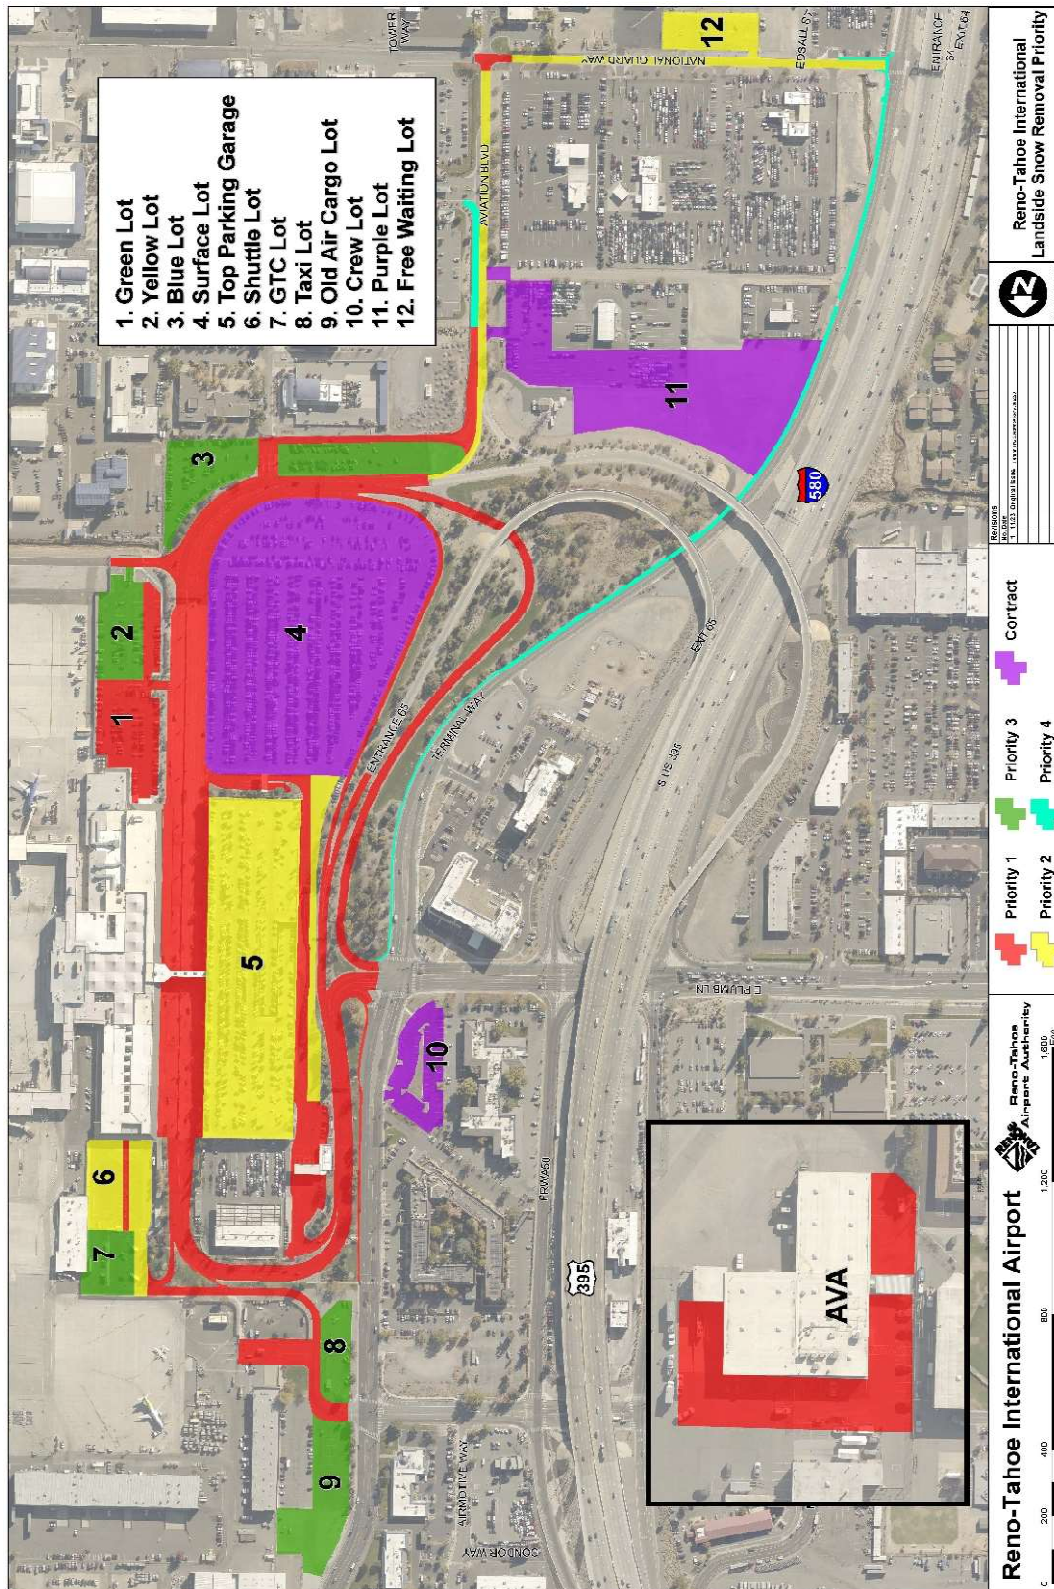 1. Green Lot
2. Yellow Lot
3. Blue Lot
4. Surface Lot
5. Top Parking Garage
6. Shuttle Lot
7. GTC Lot
8. Taxi Lot
9. Old Air Cargo Lot
10. Crew Lot
11. Purple Lot
12. Free Waiting Lot
TOWER
WAY
12
EDSALL ST
NATIONAL GUARD WAY
ENTRANCE
EXIT 64
AVIATION BLVD
1
2
3
4
5
6
7
8
9
10
11
ENTRANCE 65
TERMINAL WAY
EXIT 65
580
S US 395
E PLUMB LN
395
AIRMOTIVE WAY
CONDOR WAY
AVA
Reno-Tahoe International Airport
Reno-Tahoe
Airport Authority
0 200 400 800 1,200 1,600
Priority 1
Priority 2
Priority 3
Priority 4
Contract
Revisions
Reno-Tahoe International
Landside Snow Removal Priority